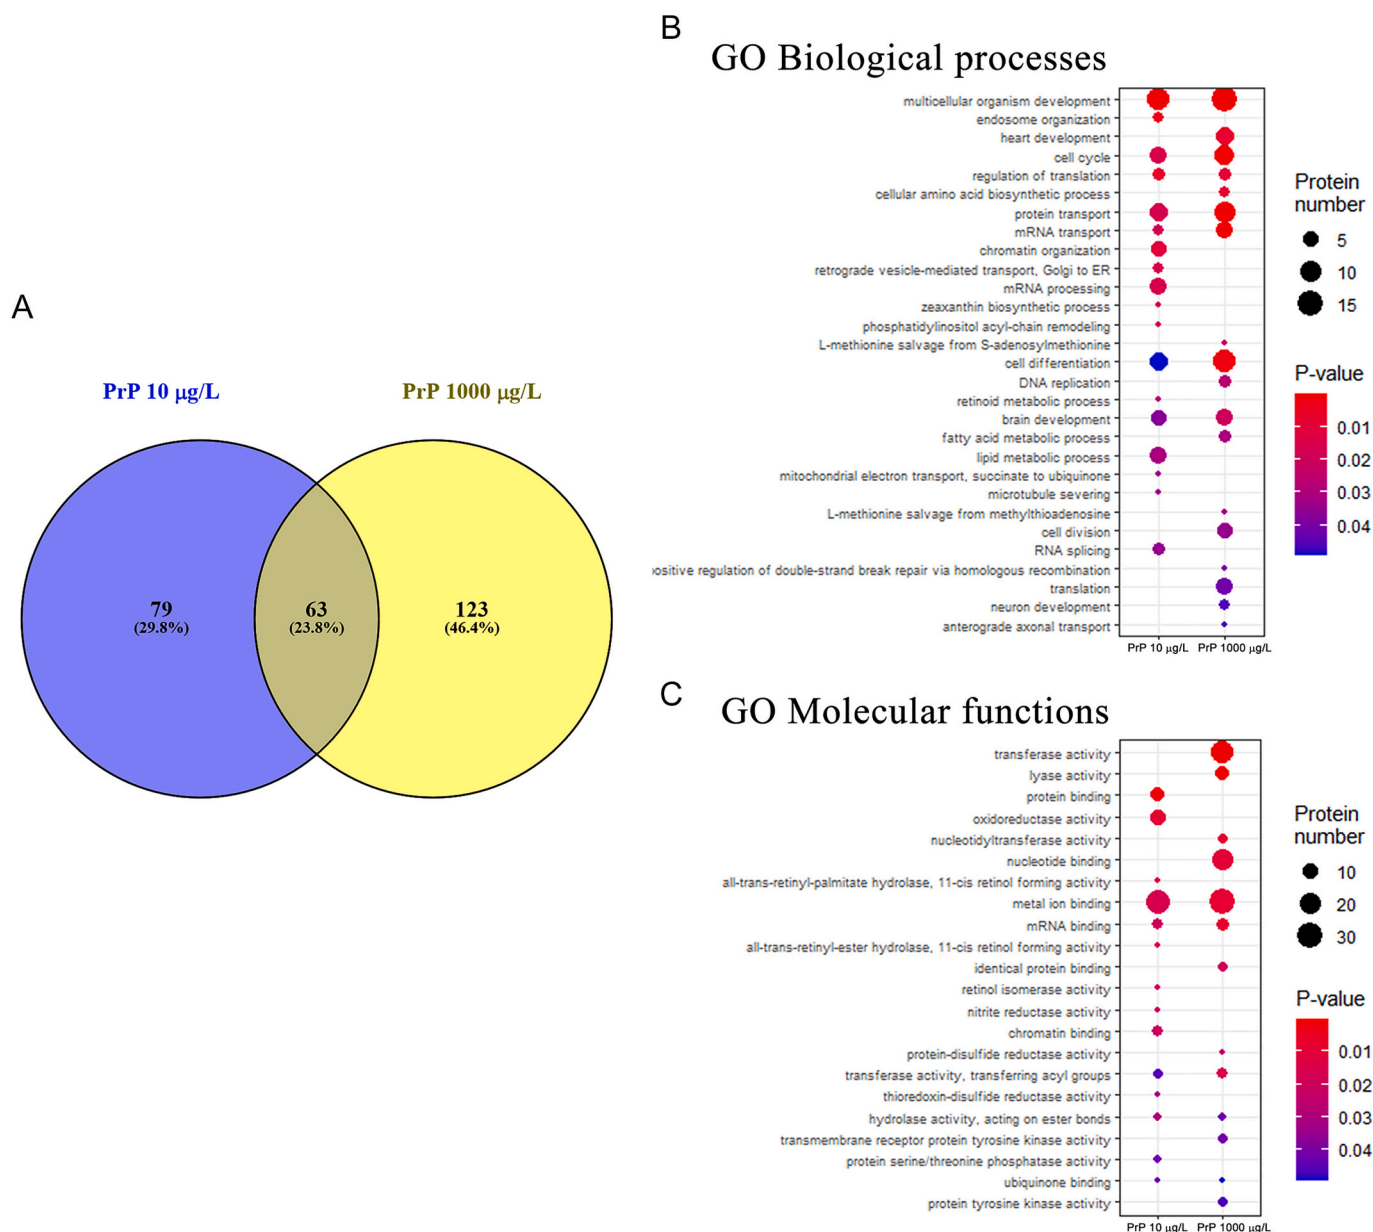 A
PrP 10 µg/L
PrP 1000 µg/L
79
(29.8%)
63
(23.8%)
123
(46.4%)
B
GO Biological processes
multicellular organism development
endosome organization
heart development
cell cycle
regulation of translation
cellular amino acid biosynthetic process
protein transport
mRNA transport
chromatin organization
retrograde vesicle-mediated transport, Golgi to ER
mRNA processing
zeaxanthin biosynthetic process
phosphatidylinositol acyl-chain remodeling
L-methionine salvage from S-adenosylmethionine
cell differentiation
DNA replication
retinoid metabolic process
brain development
fatty acid metabolic process
lipid metabolic process
mitochondrial electron transport, succinate to ubiquinone
microtubule severing
L-methionine salvage from methylthioadenosine
cell division
RNA splicing
ositive regulation of double-strand break repair via homologous recombination
translation
neuron development
anterograde axonal transport
PrP 10 µg/L
PrP 1000 µg/L
Protein
number
5
10
15
P-value
0.01
0.02
0.03
0.04
C
GO Molecular functions
transferase activity
lyase activity
protein binding
oxidoreductase activity
nucleotidyltransferase activity
nucleotide binding
all-trans-retinyl-palmitate hydrolase, 11-cis retinol forming activity
metal ion binding
mRNA binding
all-trans-retinyl-ester hydrolase, 11-cis retinol forming activity
identical protein binding
retinol isomerase activity
nitrite reductase activity
chromatin binding
protein-disulfide reductase activity
transferase activity, transferring acyl groups
thioredoxin-disulfide reductase activity
hydrolase activity, acting on ester bonds
transmembrane receptor protein tyrosine kinase activity
protein serine/threonine phosphatase activity
ubiquinone binding
protein tyrosine kinase activity
PrP 10 µg/L
PrP 1000 µg/L
Protein
number
10
20
30
P-value
0.01
0.02
0.03
0.04